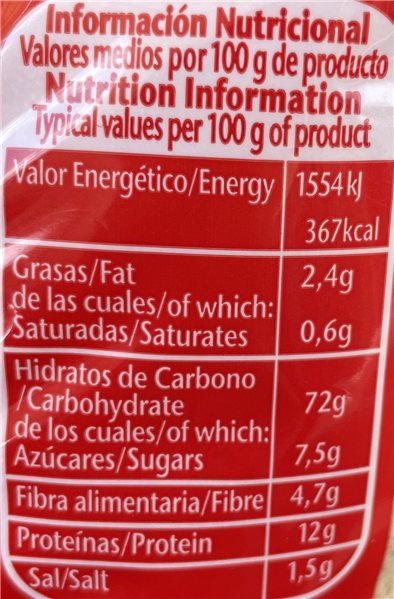 Información Nutricional
Valores medios por 100 g de producto
Nutrition Information
Typical values per 100 g of product
Valor Energético/Energy 1554 kJ
367kcal
Grasas/Fat 2,4g
de las cuales/of which:
Saturadas/Saturates 0,6g
Hidratos de Carbono
/Carbohydrate 72g
de los cuales/of which:
Azúcares/Sugars 7,5g
Fibra alimentaria/Fibre 4,7g
Proteínas/Protein 12g
Sal/Salt 1,5g